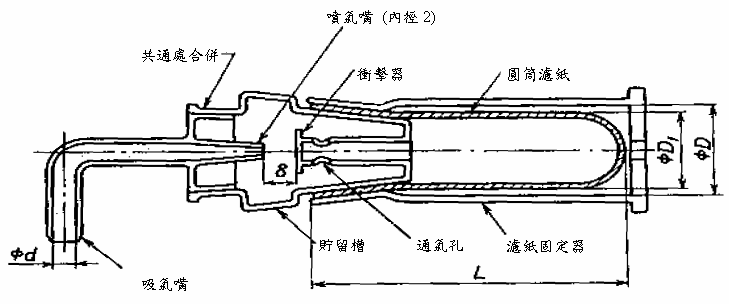 噴氣嘴 (內徑2)
共通處合併
衝擊器
圓筒濾紙
8
φD₁
φD
貯留槽
通氣孔
濾紙固定器
φd
吸氣嘴
L